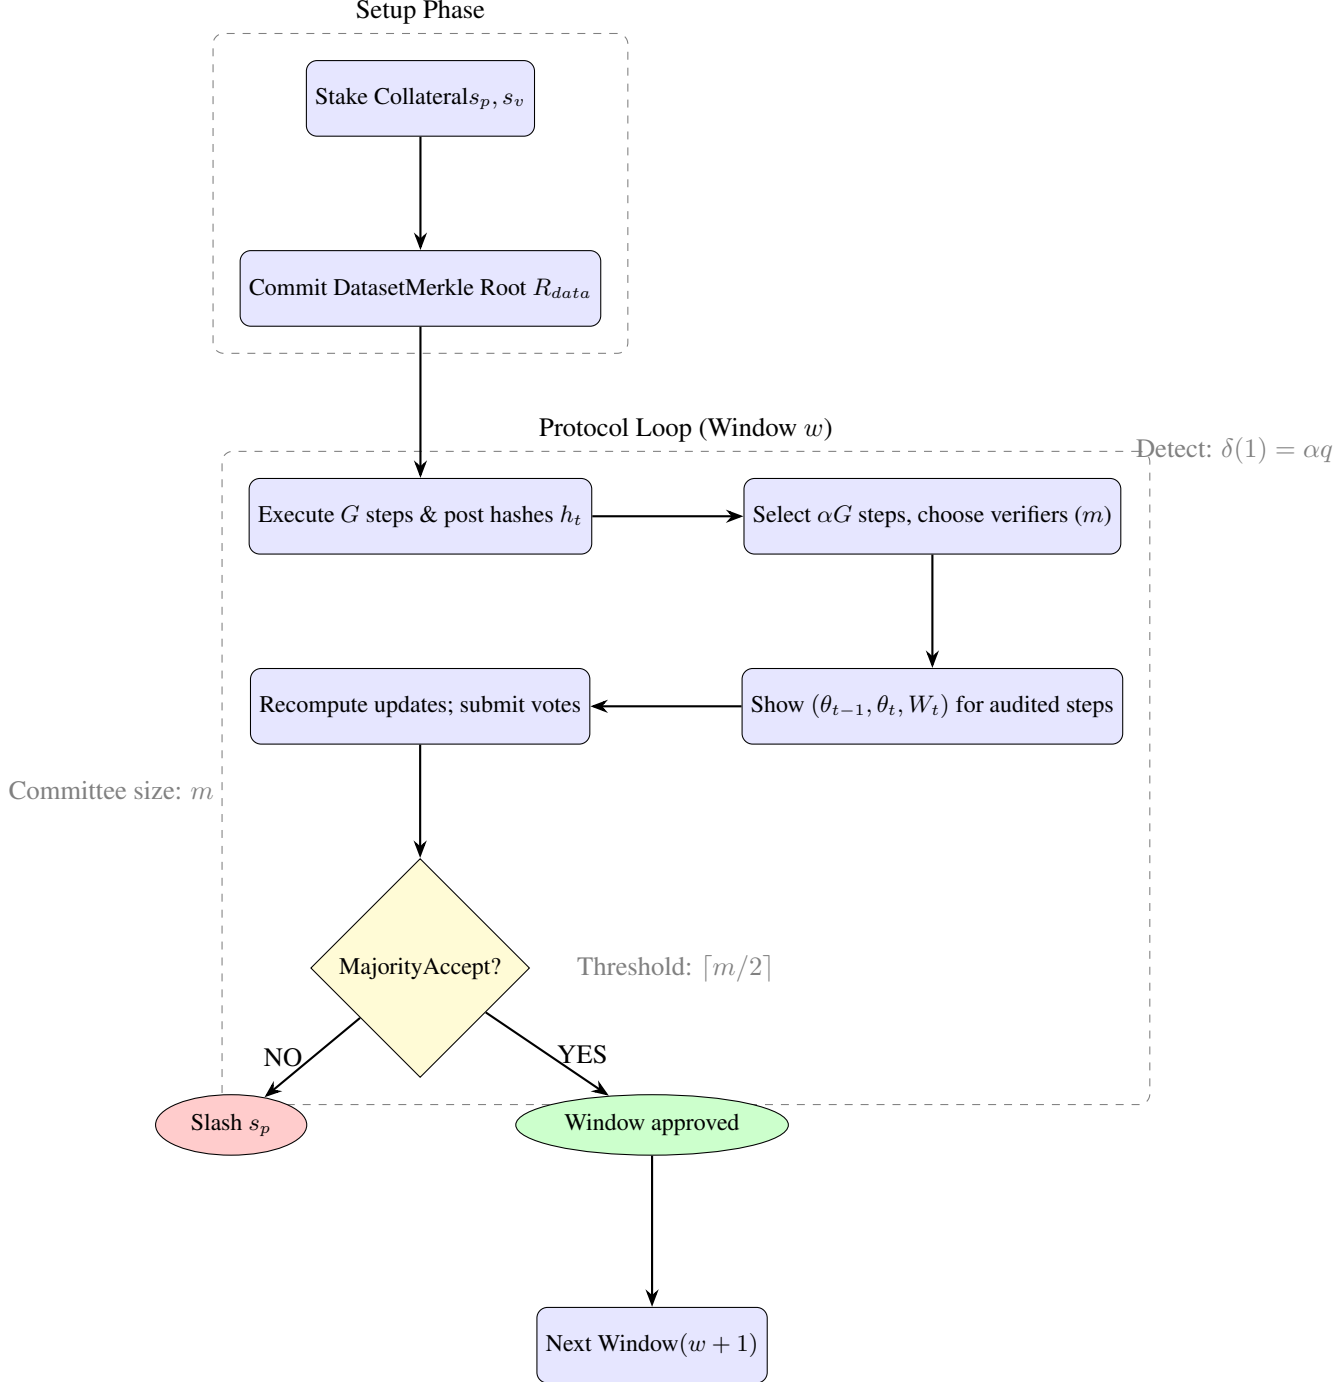 Setup Phase
Stake Collateral$s_p, s_v$
Commit DatasetMerkle Root $R_{data}$
Protocol Loop (Window $w$)
Detect: $\delta(1) = \alpha q$
Execute $G$ steps & post hashes $h_t$
Select $\alpha G$ steps, choose verifiers ($m$)
Recompute updates; submit votes
Show $(\theta_{t-1}, \theta_t, W_t)$ for audited steps
Committee size: $m$
MajorityAccept?
Threshold: $\lceil m/2 \rceil$
NO
YES
Slash $s_p$
Window approved
Next Window$(w + 1)$